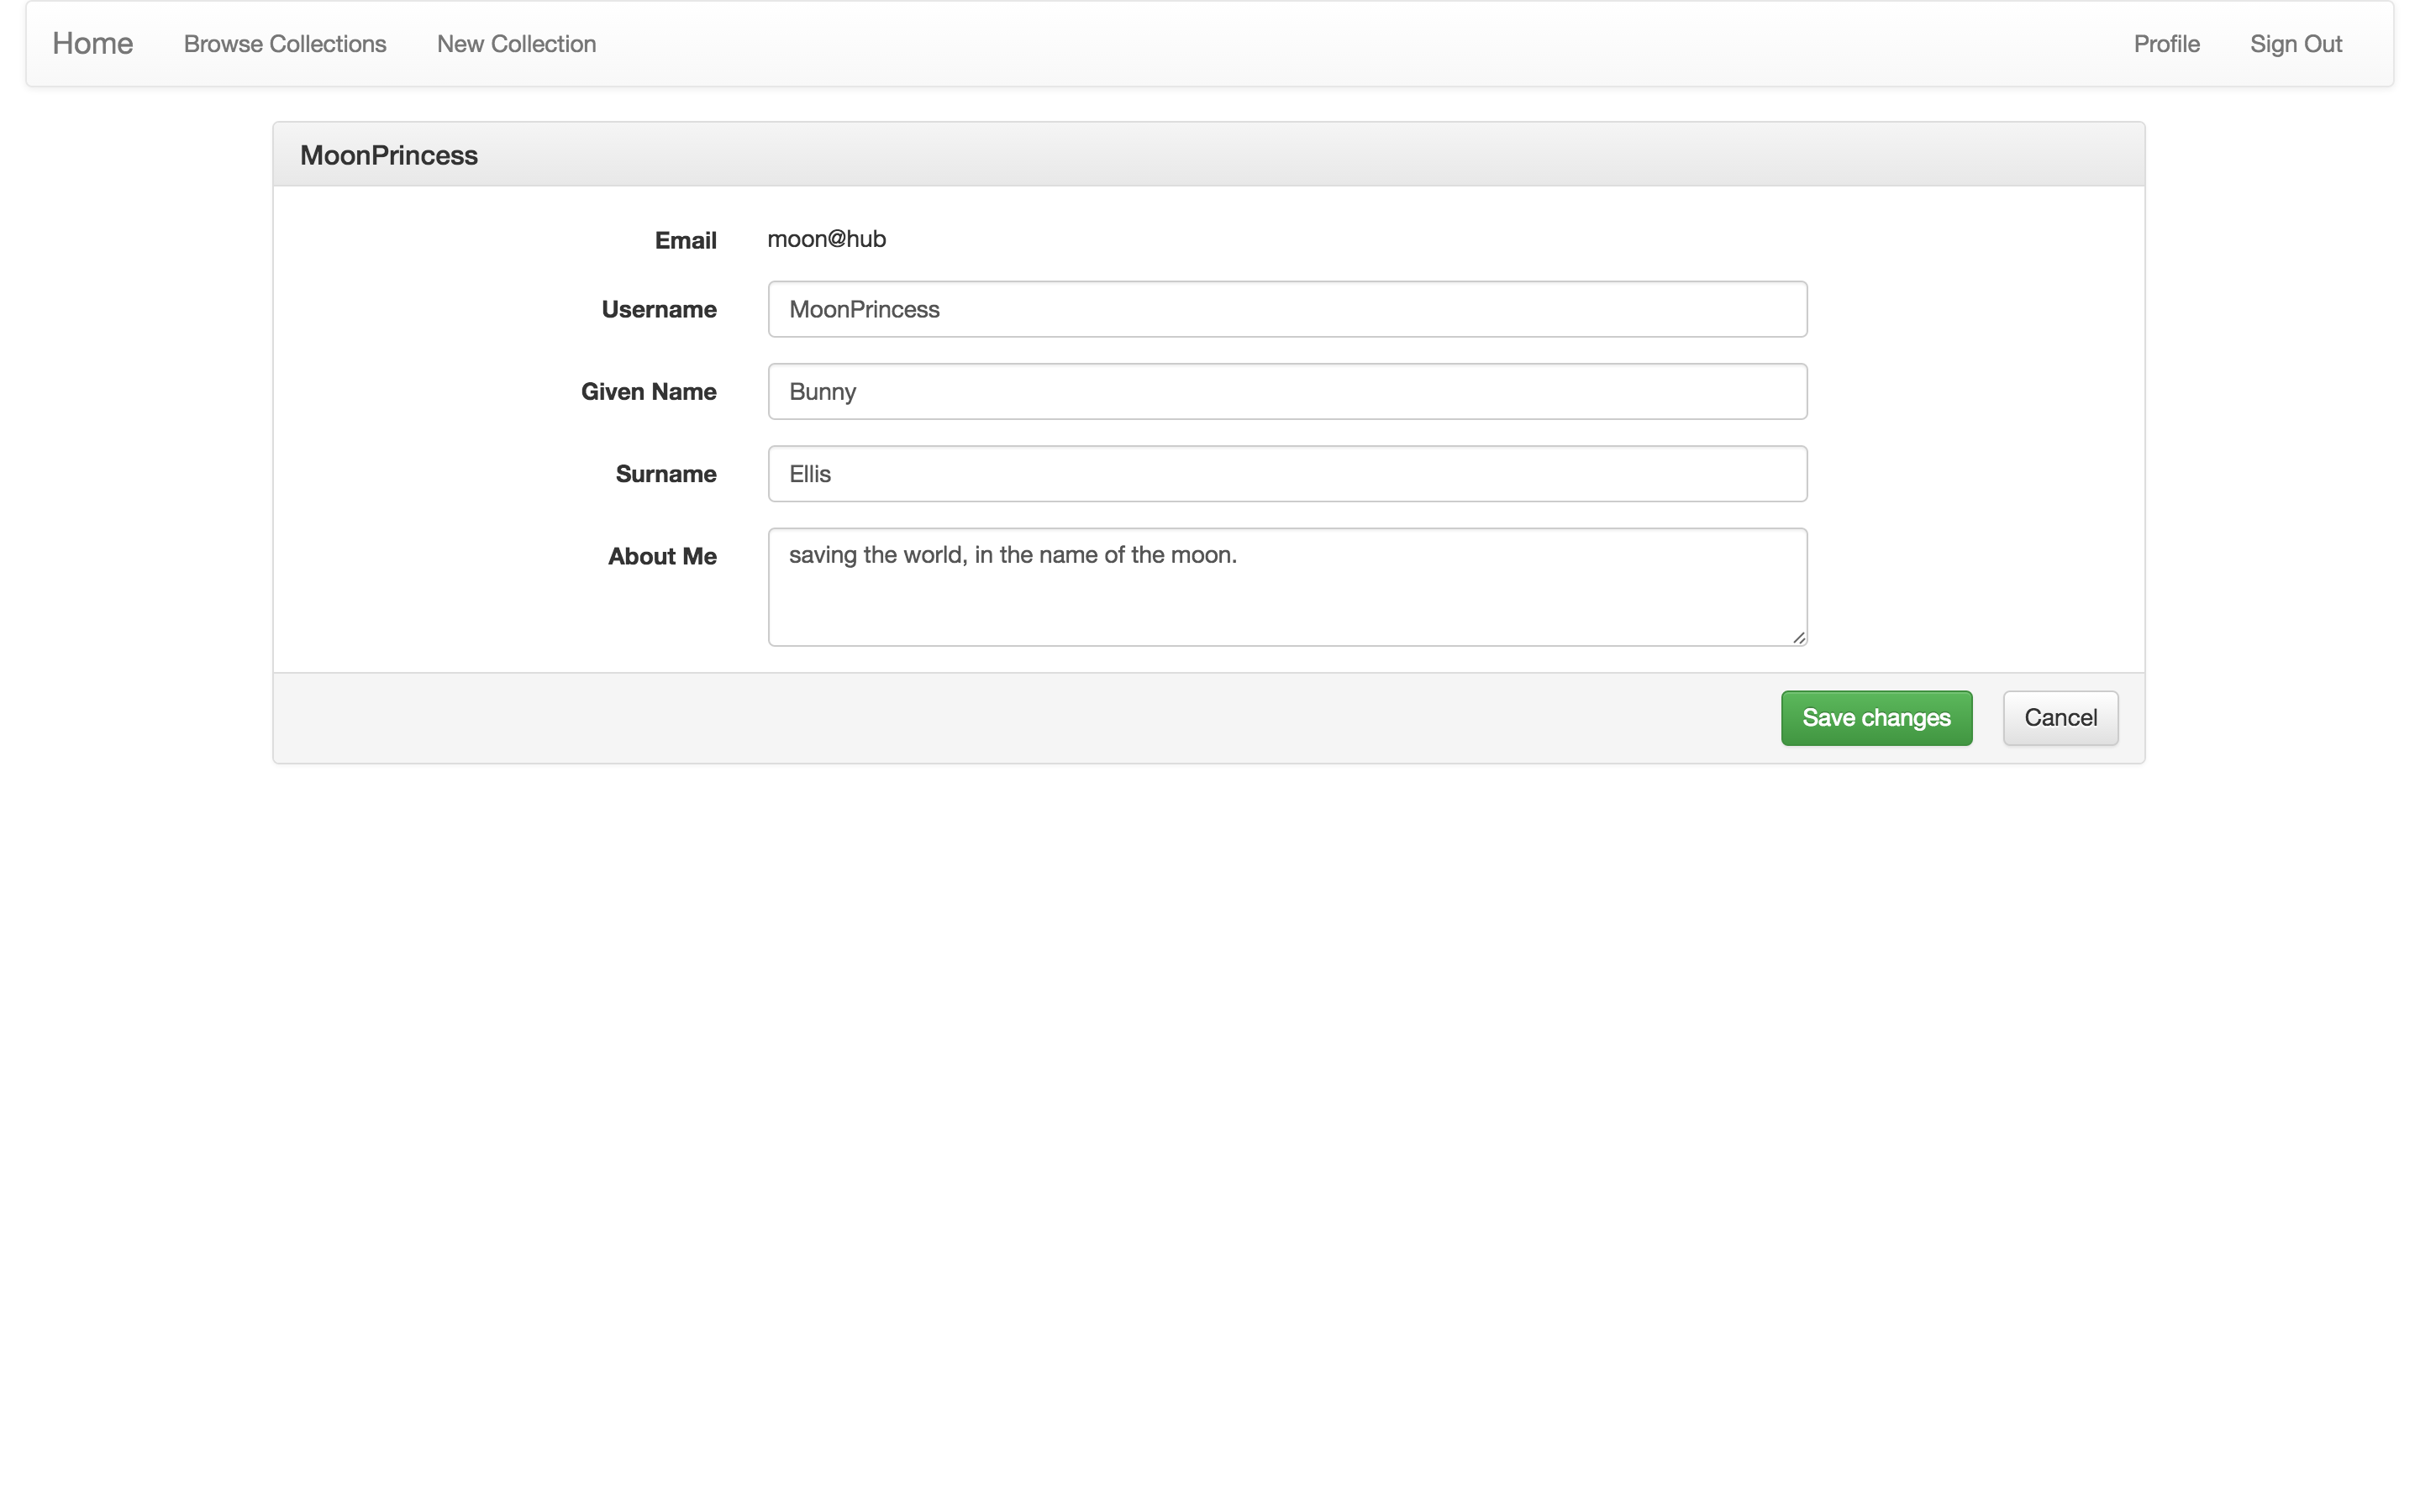 Home Browse Collections New Collection Profile Sign Out
MoonPrincess
Email moon@hub
Username MoonPrincess
Given Name Bunny
Surname Ellis
About Me saving the world, in the name of the moon.
Save changes Cancel